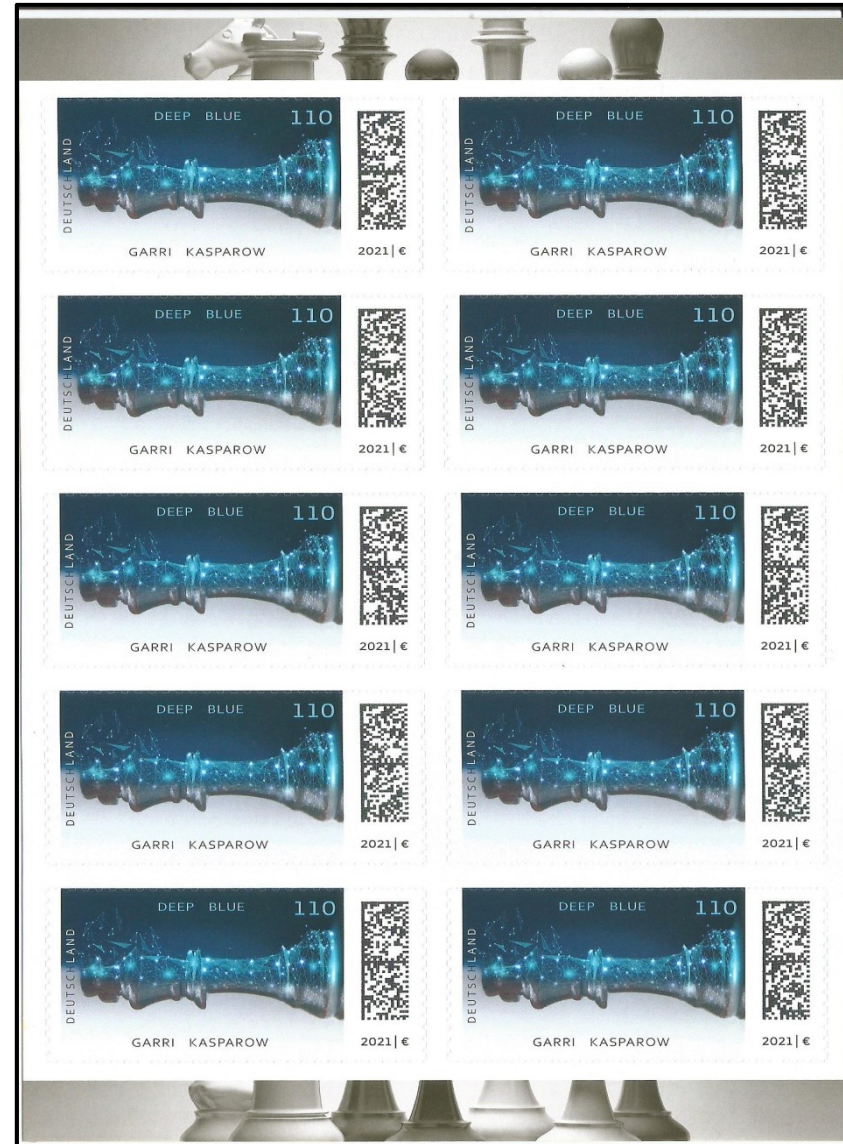 DEEP BLUE 110
DEUTSCHLAND
GARRI KASPAROW 2021 | €
DEEP BLUE 110
DEUTSCHLAND
GARRI KASPAROW 2021 | €
DEEP BLUE 110
DEUTSCHLAND
GARRI KASPAROW 2021 | €
DEEP BLUE 110
DEUTSCHLAND
GARRI KASPAROW 2021 | €
DEEP BLUE 110
DEUTSCHLAND
GARRI KASPAROW 2021 | €
DEEP BLUE 110
DEUTSCHLAND
GARRI KASPAROW 2021 | €
DEEP BLUE 110
DEUTSCHLAND
GARRI KASPAROW 2021 | €
DEEP BLUE 110
DEUTSCHLAND
GARRI KASPAROW 2021 | €
DEEP BLUE 110
DEUTSCHLAND
GARRI KASPAROW 2021 | €
DEEP BLUE 110
DEUTSCHLAND
GARRI KASPAROW 2021 | €